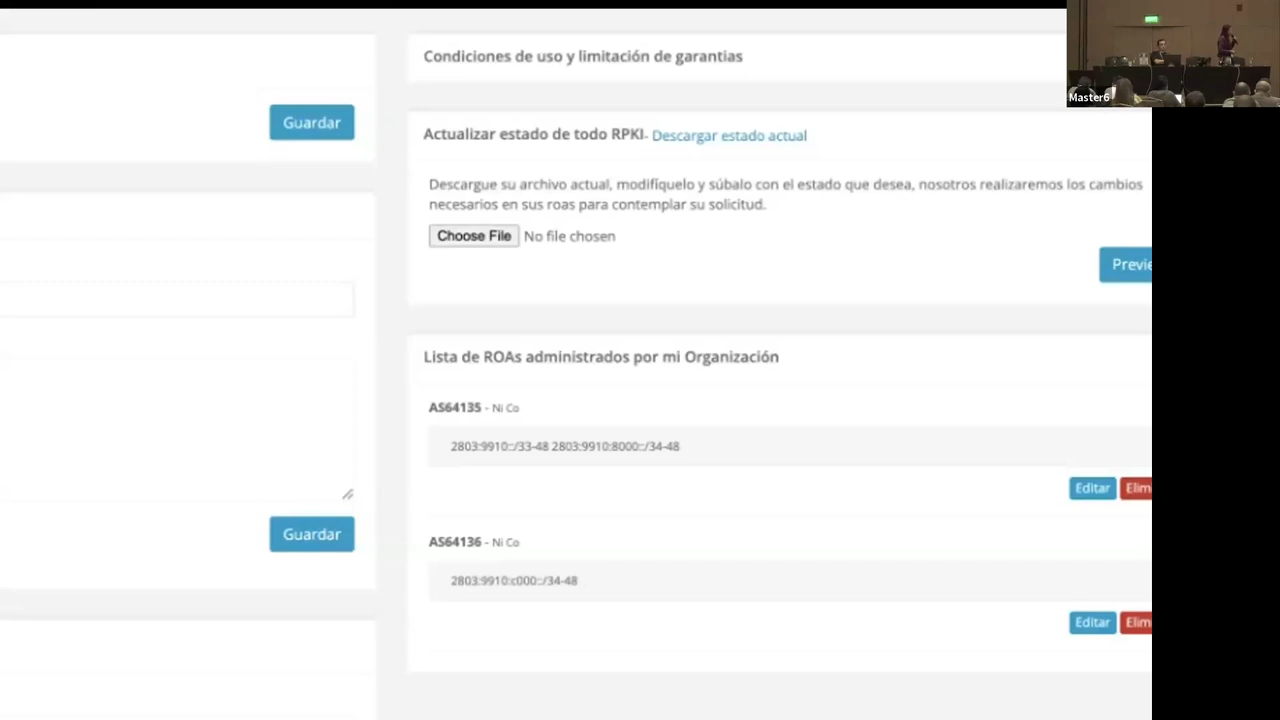 Master6
Guardar
Guardar
Condiciones de uso y limitación de garantias
Actualizar estado de todo RPKI- Descargar estado actual
Descargue su archivo actual, modifíquelo y súbalo con el estado que desea, nosotros realizaremos los cambios
necesarios en sus roas para contemplar su solicitud.
Choose File No file chosen
Previe
Lista de ROAs administrados por mi Organización
AS64135 - Ni Co
2803:9910::/33-48 2803:9910:8000::/34-48
Editar Elim
AS64136 - Ni Co
2803:9910:c000::/34-48
Editar Elim